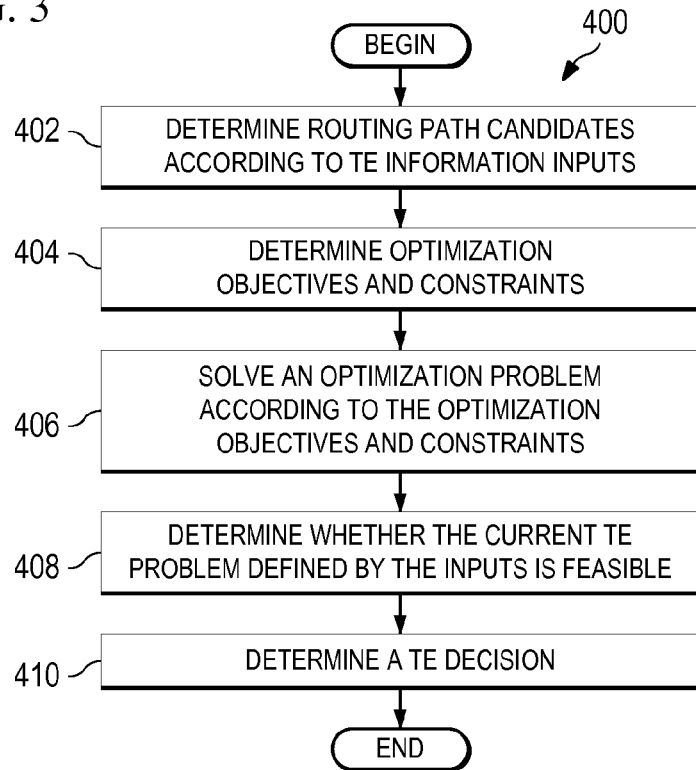 . 3
400
BEGIN
402
DETERMINE ROUTING PATH CANDIDATES
ACCORDING TO TE INFORMATION INPUTS
404
DETERMINE OPTIMIZATION
OBJECTIVES AND CONSTRAINTS
406
SOLVE AN OPTIMIZATION PROBLEM
ACCORDING TO THE OPTIMIZATION
OBJECTIVES AND CONSTRAINTS
408
DETERMINE WHETHER THE CURRENT TE
PROBLEM DEFINED BY THE INPUTS IS FEASIBLE
410
DETERMINE A TE DECISION
END